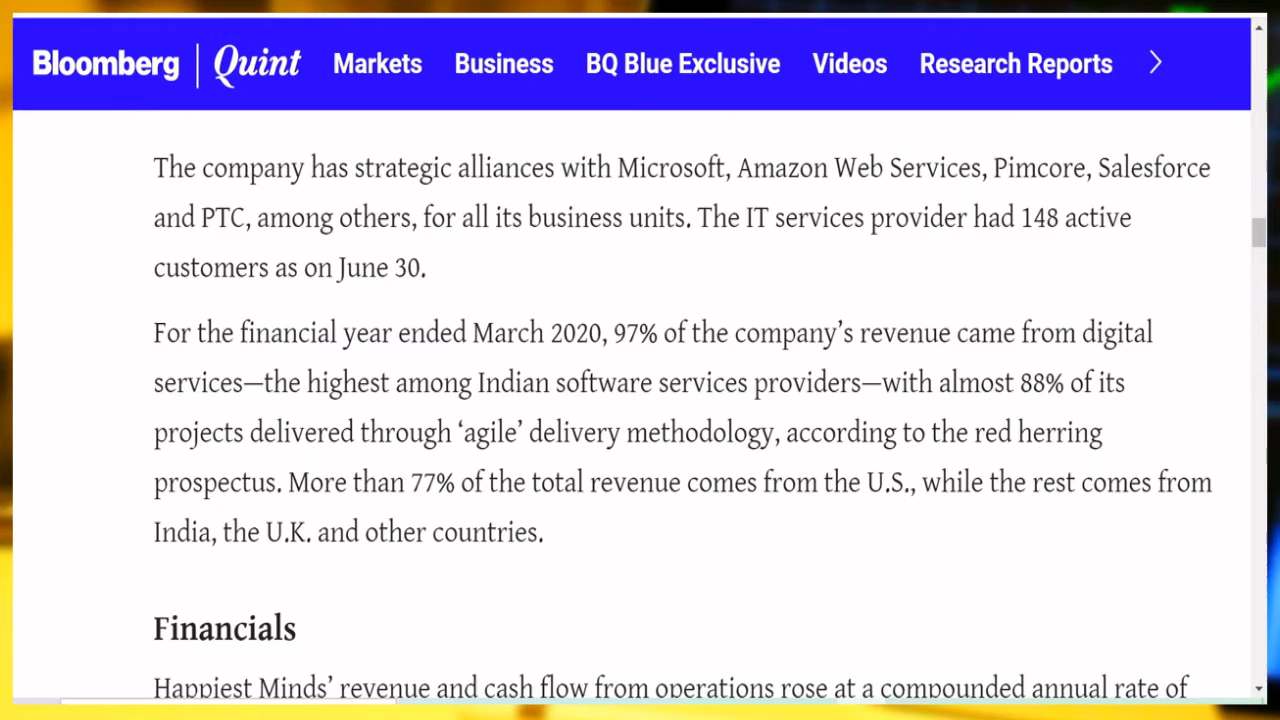 Bloomberg | Quint Markets Business BQ Blue Exclusive Videos Research Reports
The company has strategic alliances with Microsoft, Amazon Web Services, Pimcore, Salesforce
and PTC, among others, for all its business units. The IT services provider had 148 active
customers as on June 30.
For the financial year ended March 2020, 97% of the company’s revenue came from digital
services—the highest among Indian software services providers—with almost 88% of its
projects delivered through ‘agile’ delivery methodology, according to the red herring
prospectus. More than 77% of the total revenue comes from the U.S., while the rest comes from
India, the U.K. and other countries.
Financials
Happiest Minds’ revenue and cash flow from operations rose at a compounded annual rate of